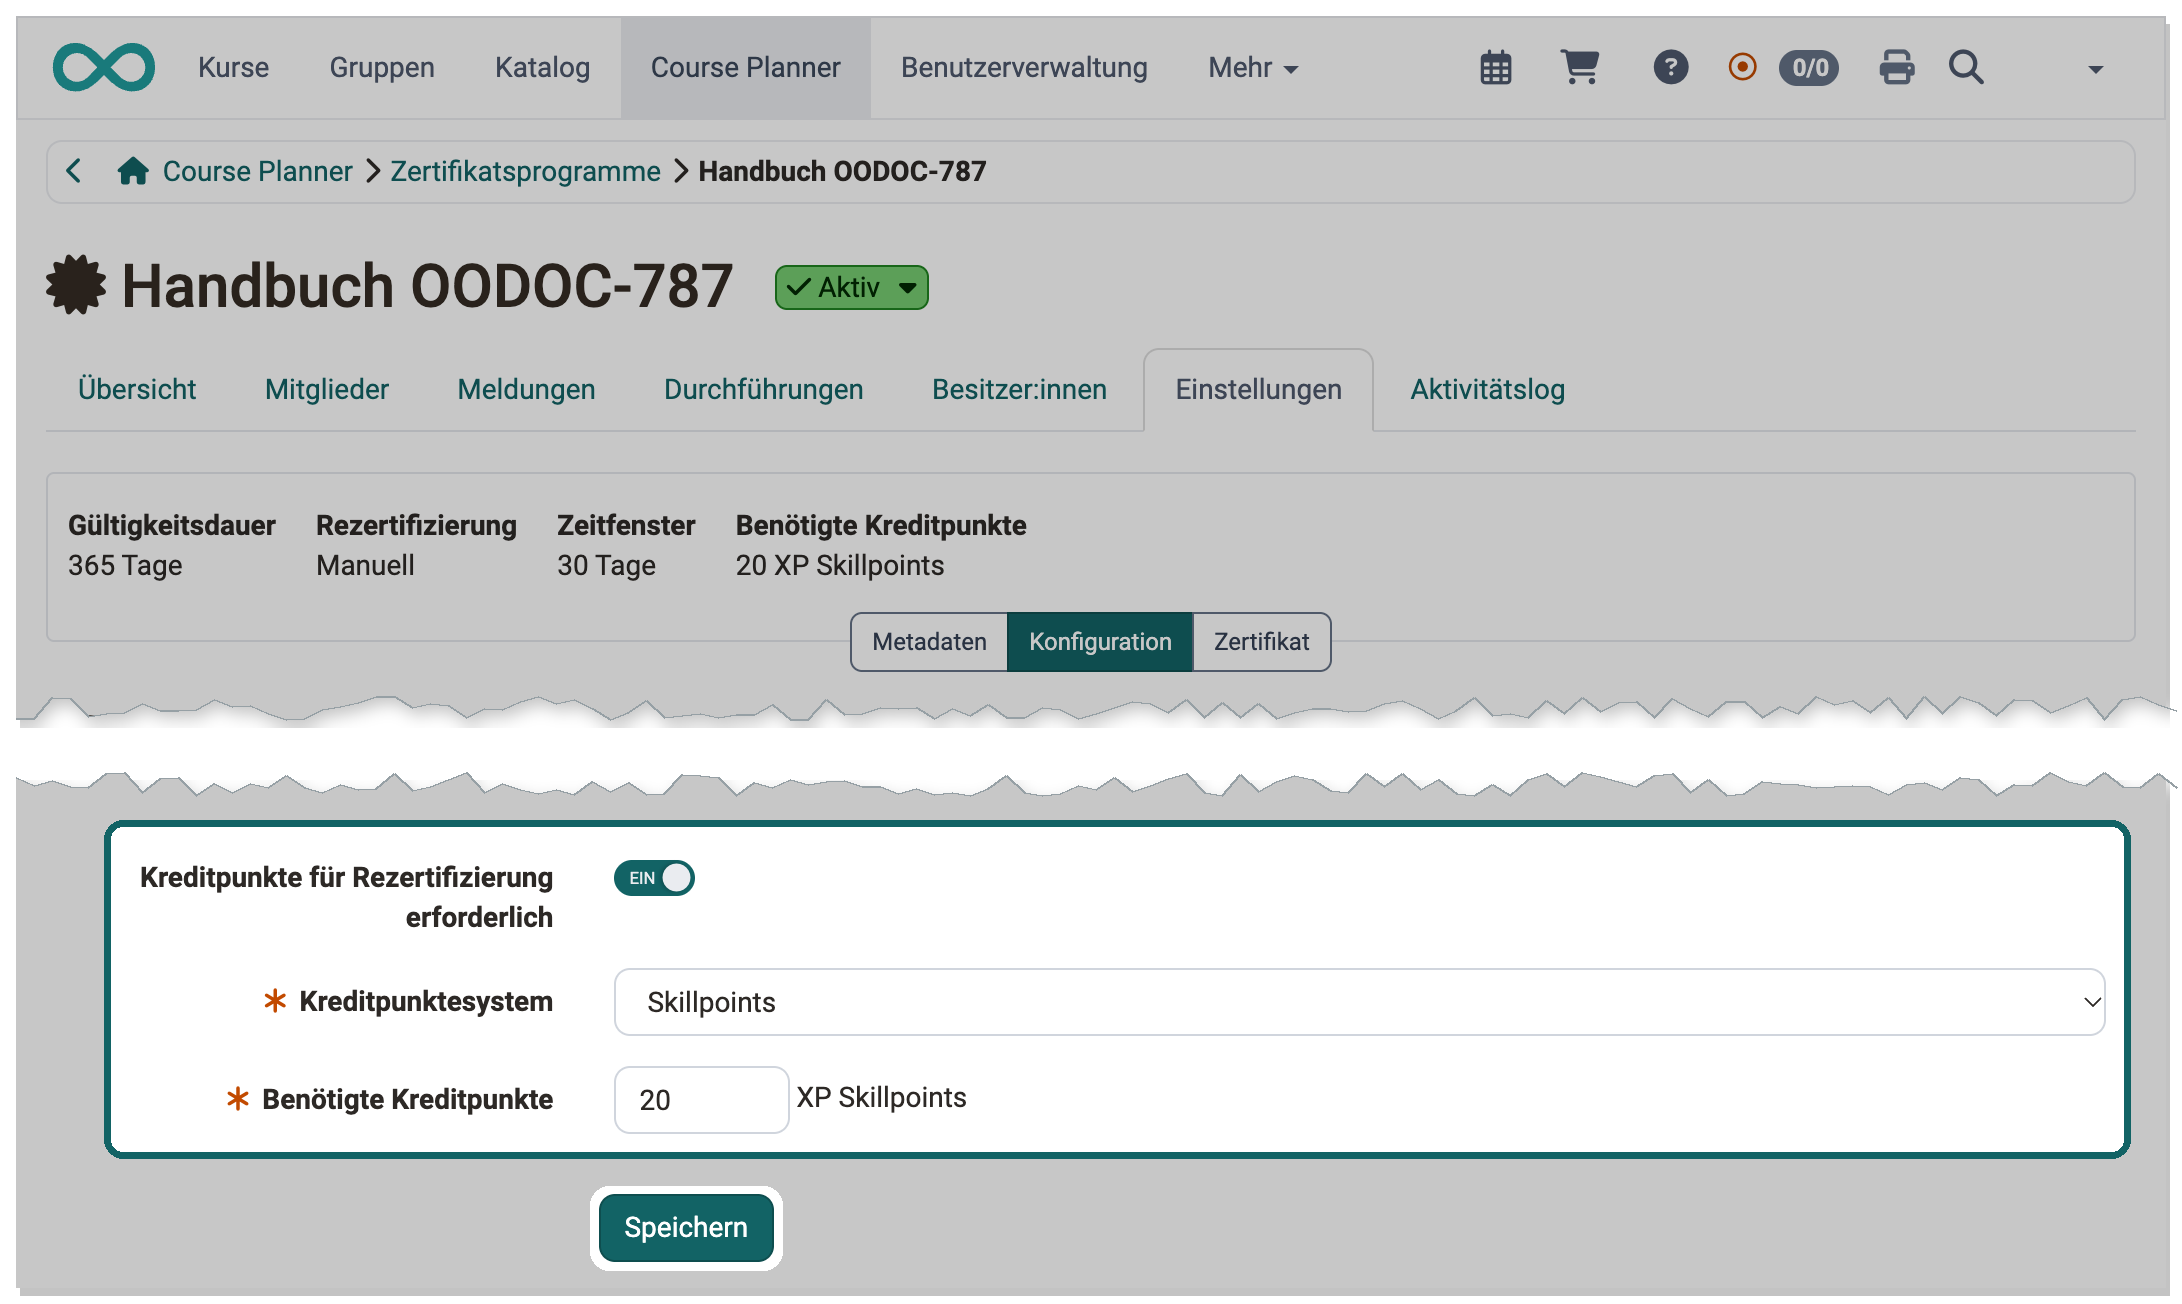 Kurse Gruppen Katalog Course Planner Benutzerverwaltung Mehr ? 0/0
Course Planner Zertifikatsprogramme Handbuch OODOC-787
Handbuch OODOC-787 Aktiv
Übersicht Mitglieder Meldungen Durchführungen Besitzer:innen Einstellungen Aktivitätslog
Gültigkeitsdauer Rezertifizierung Zeitfenster Benötigte Kreditpunkte
365 Tage Manuell 30 Tage 20 XP Skillpoints
Metadaten Konfiguration Zertifikat
Kreditpunkte für Rezertifizierung EIN
erforderlich
* Kreditpunktesystem Skillpoints
* Benötigte Kreditpunkte 20 XP Skillpoints
Speichern